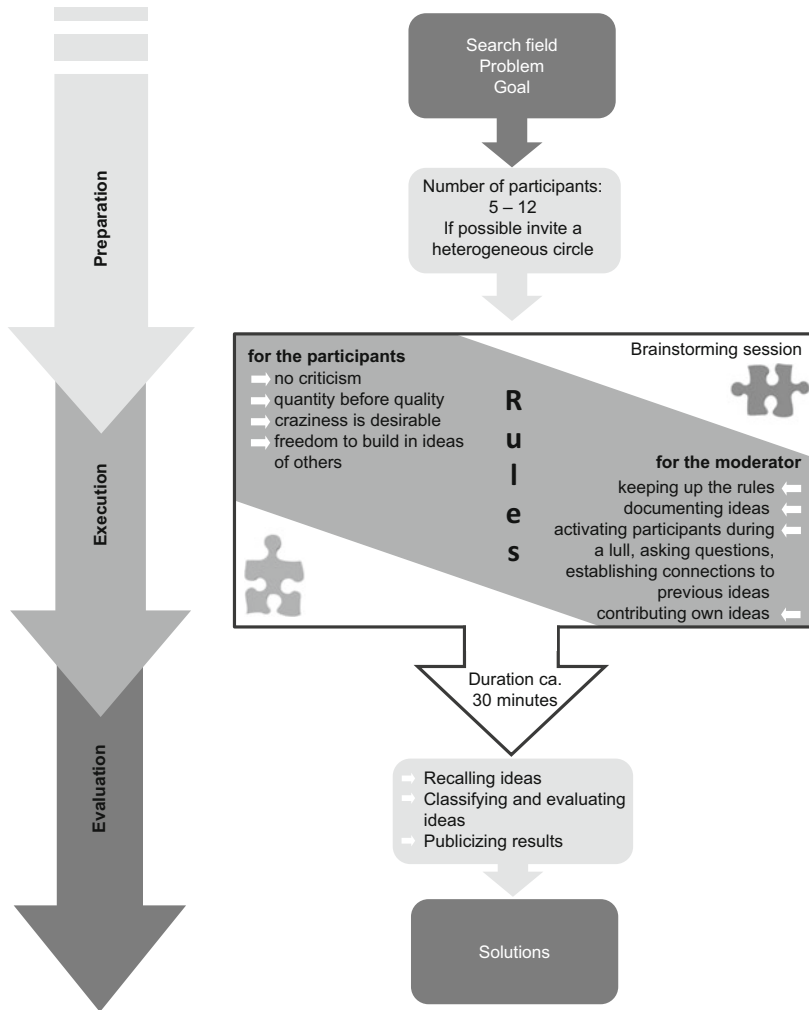 Search field
Problem
Goal
Preparation
Number of participants:
5 – 12
If possible invite a
heterogeneous circle
Brainstorming session
for the participants
no criticism
quantity before quality
craziness is desirable
freedom to build in ideas
of others
Rules
for the moderator
keeping up the rules
documenting ideas
activating participants during
a lull, asking questions,
establishing connections to
previous ideas
contributing own ideas
Execution
Duration ca.
30 minutes
Evaluation
Recalling ideas
Classifying and evaluating
ideas
Publicizing results
Solutions